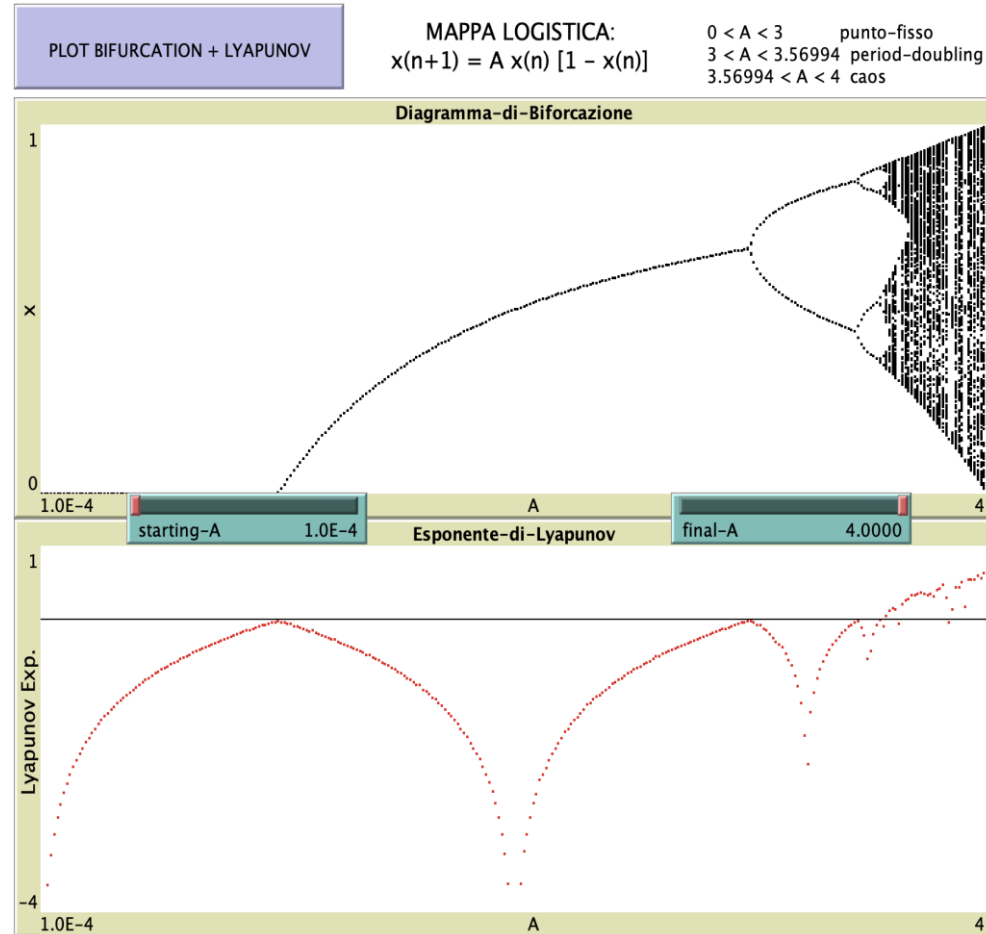 PLOT BIFURCATION + LYAPUNOV
MAPPA LOGISTICA:
x(n+1) = A x(n) [1 - x(n)]
0 < A < 3 punto-fisso
3 < A < 3.56994 period-doubling
3.56994 < A < 4 caos
Diagramma-di-Biforcazione
1
x
0
1.0E-4
A
4
starting-A 1.0E-4
final-A 4.0000
Esponente-di-Lyapunov
1
Lyapunov Exp.
-4
1.0E-4
A
4